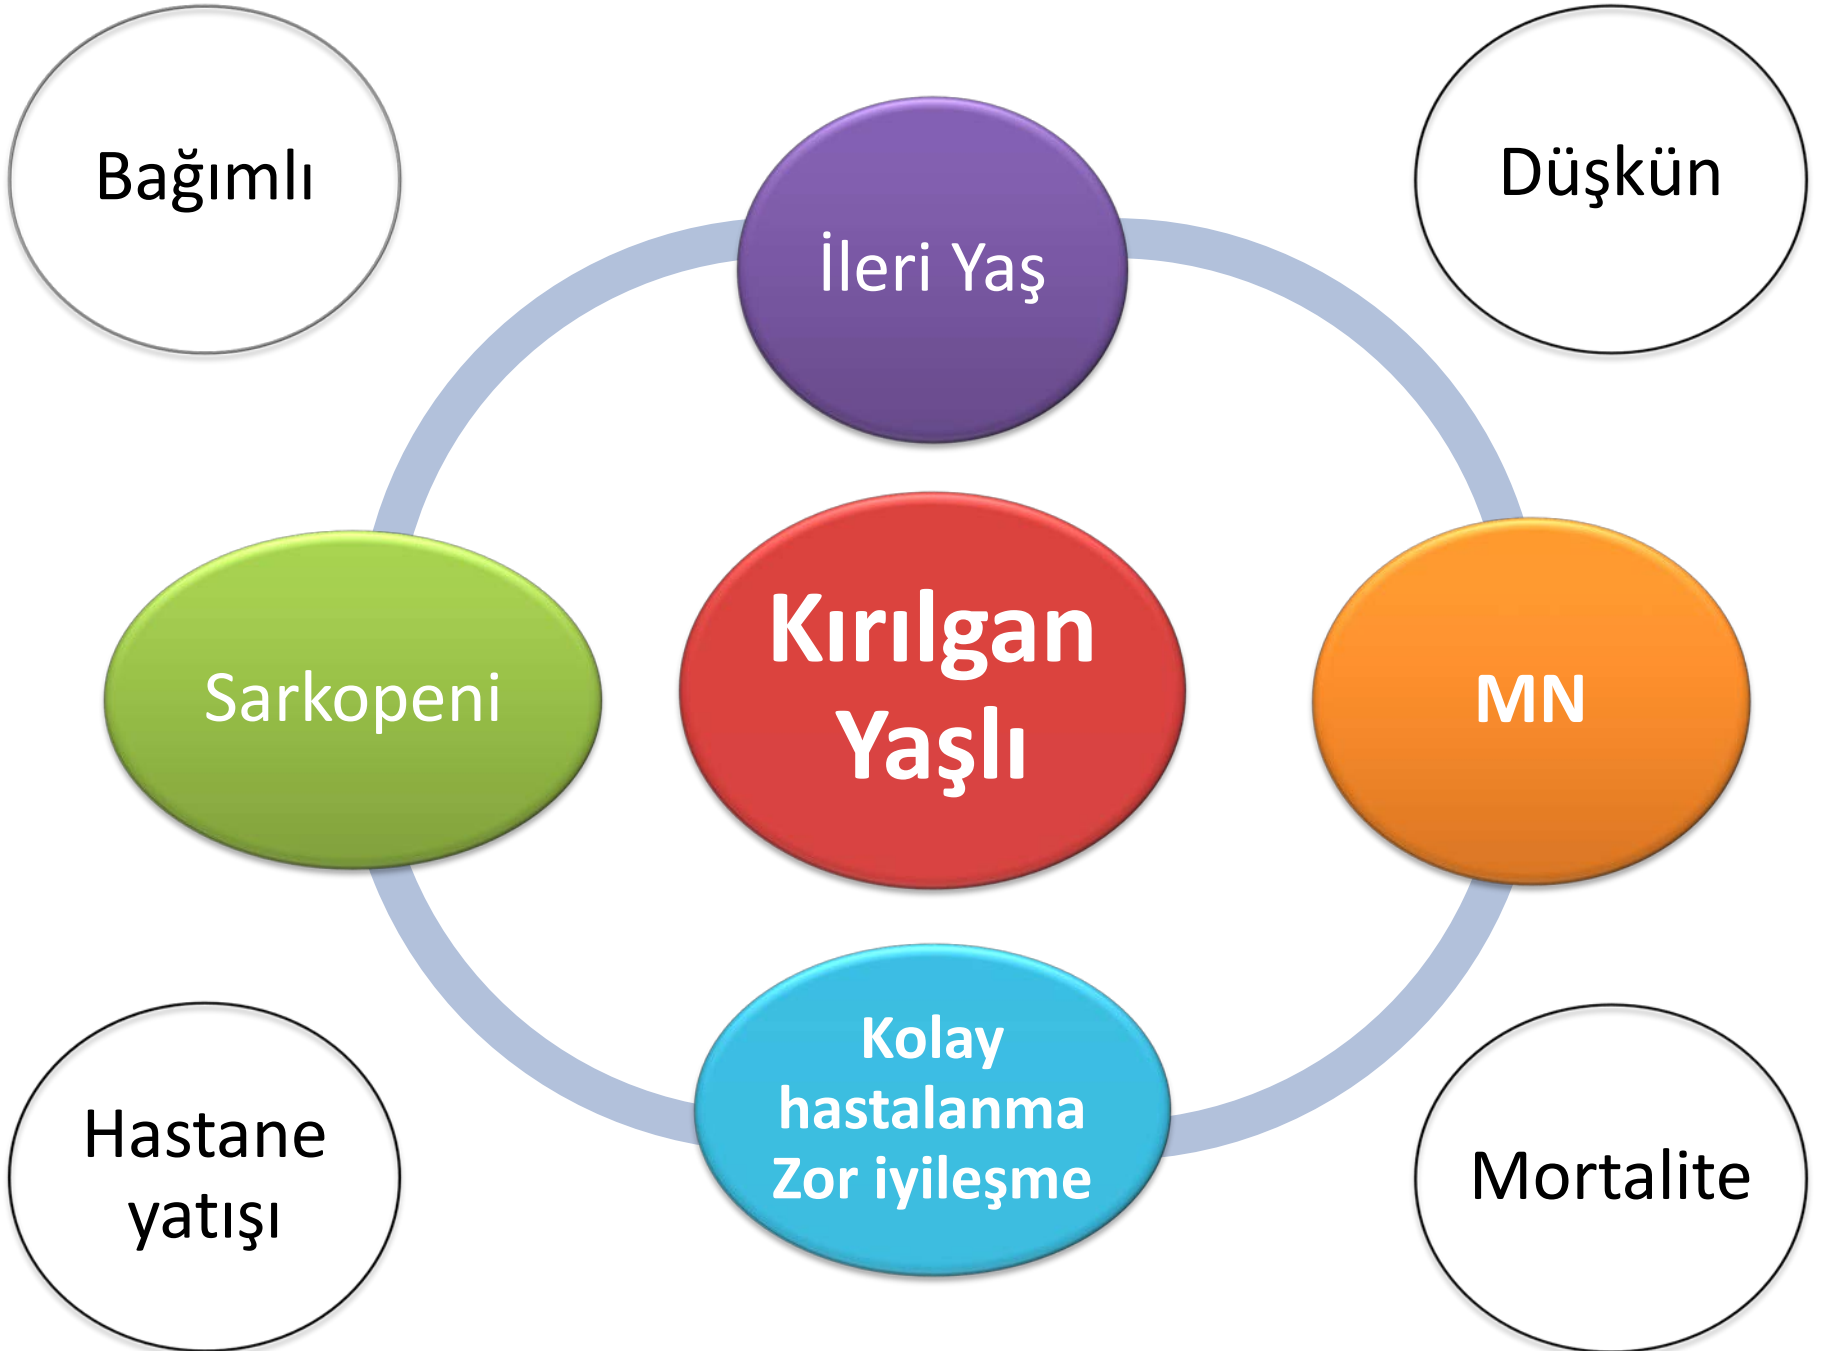 Bağımlı
Düşkün
İleri Yaş
Kırılgan
Yaşlı
Sarkopeni
MN
Kolay
hastalanma
Zor iyileşme
Hastane
yatışı
Mortalite